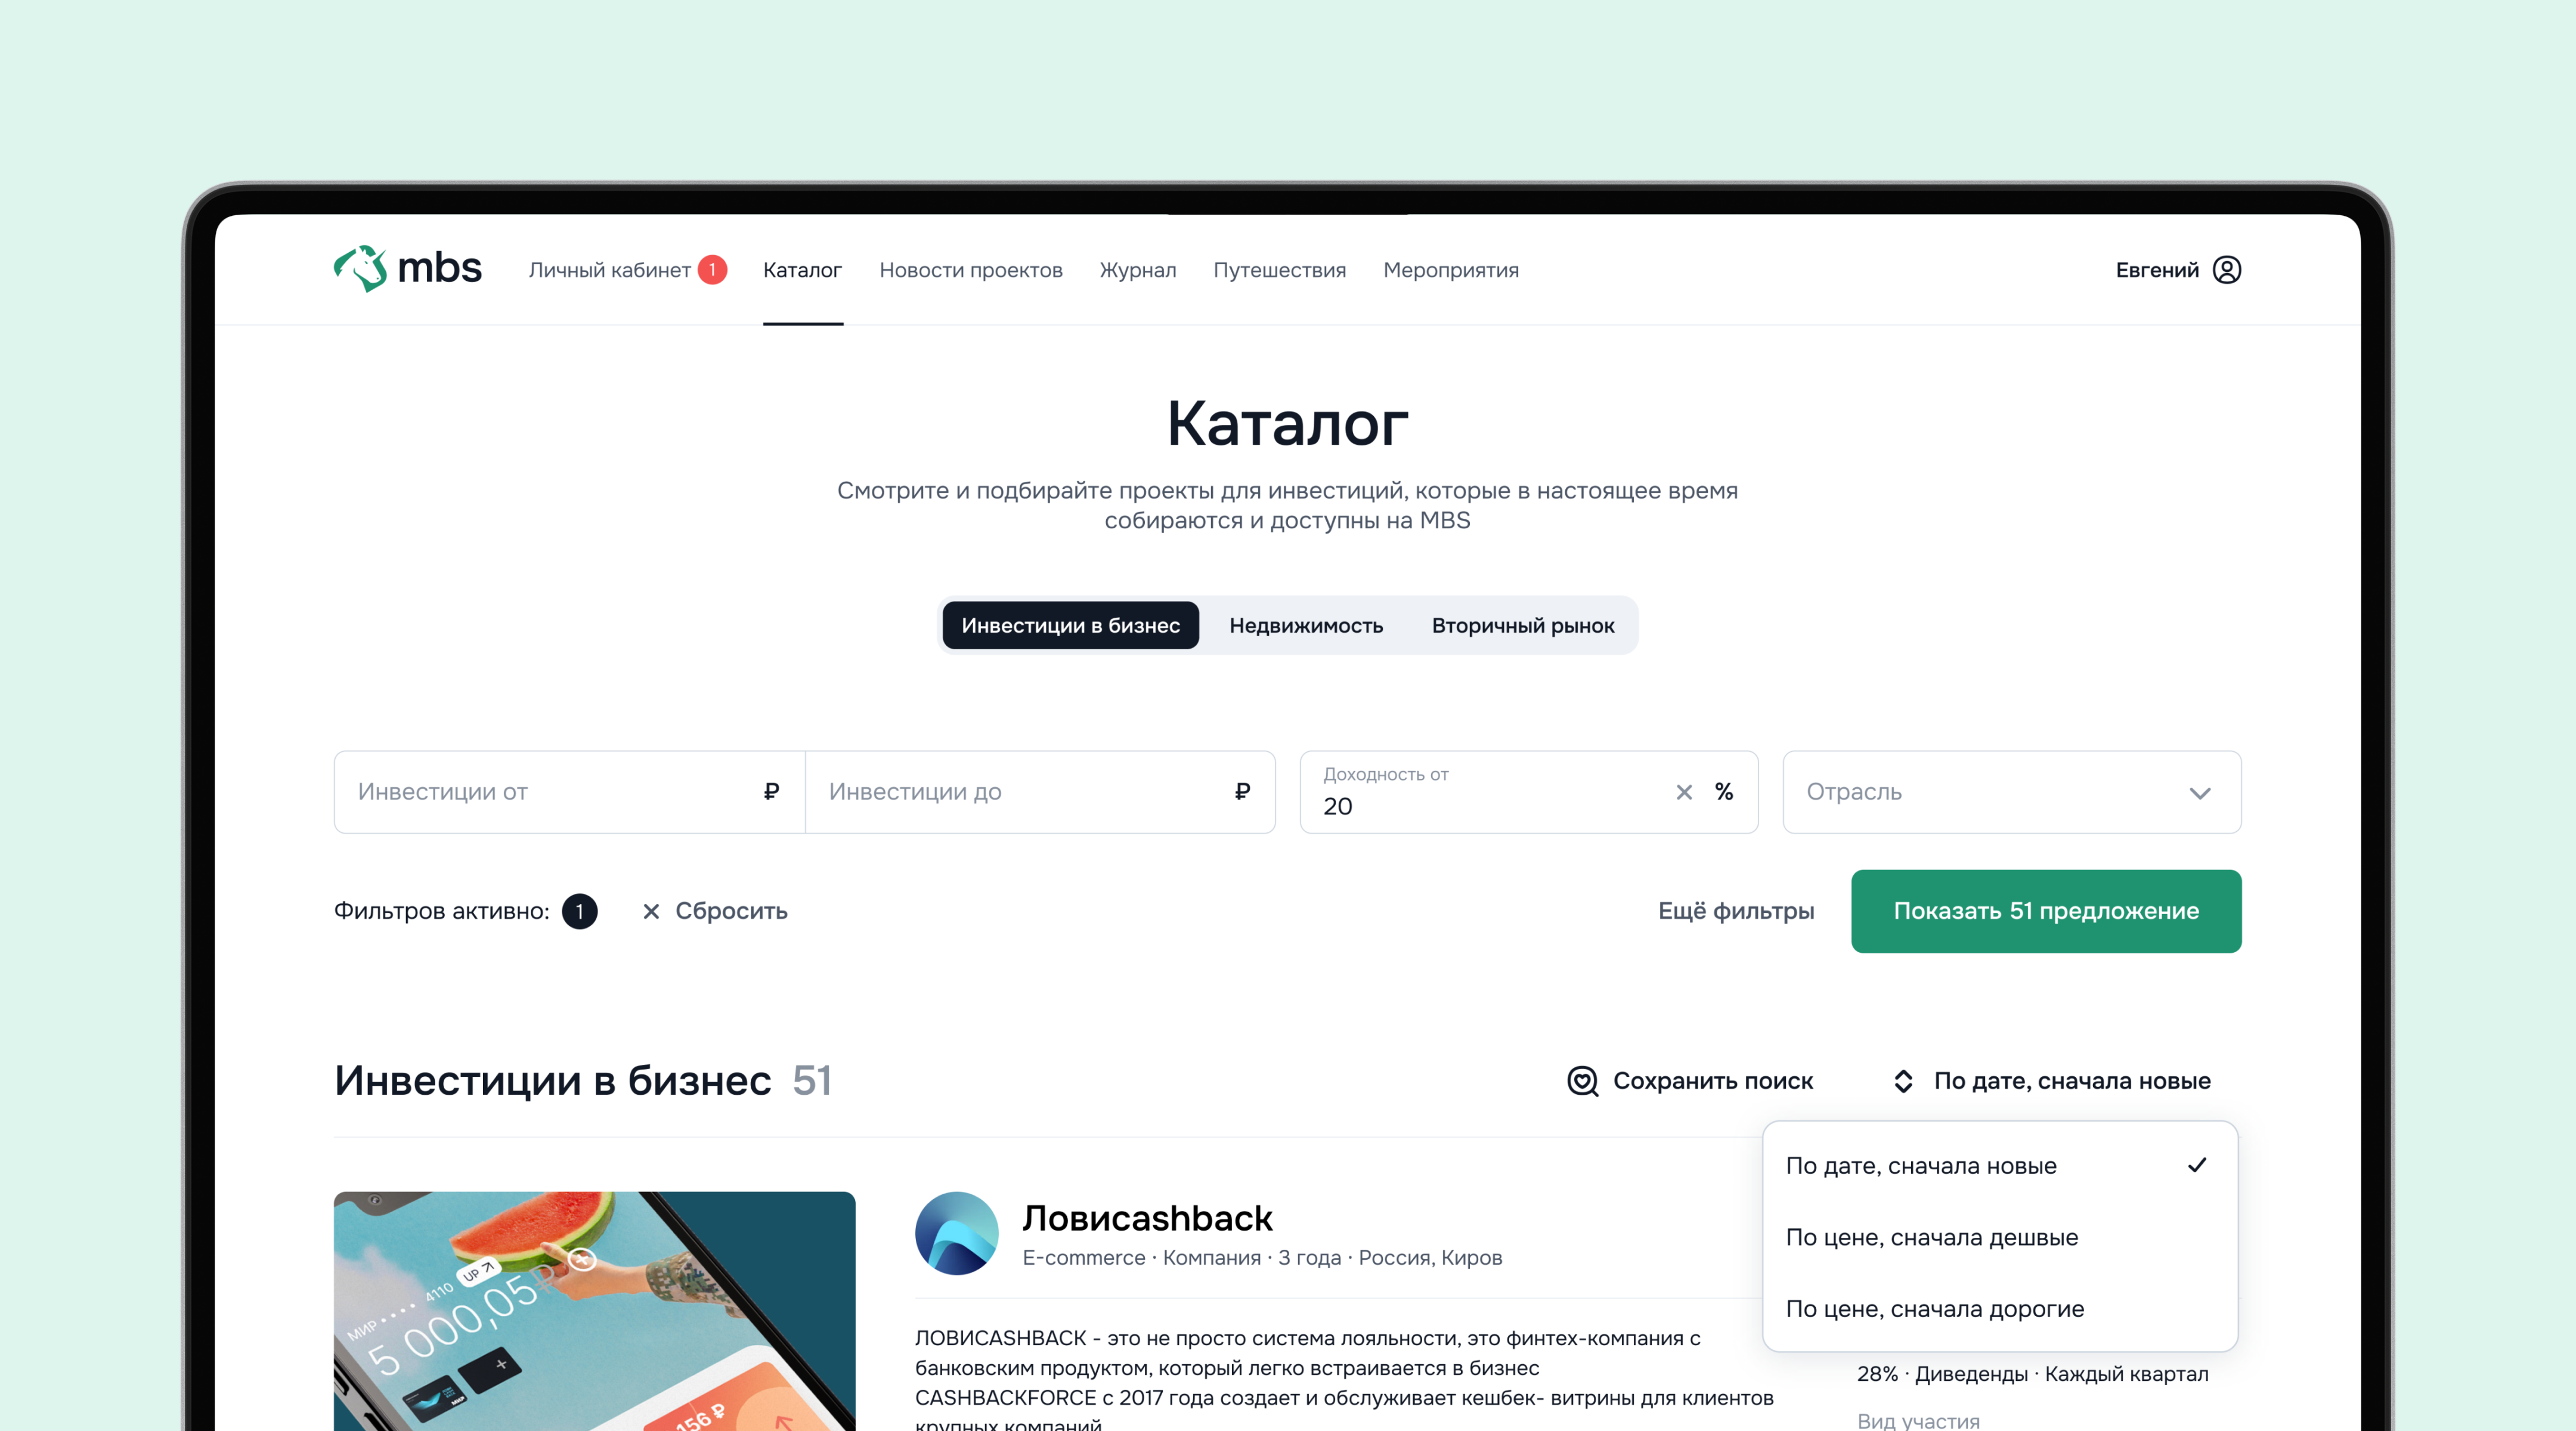 mbs
Личный кабинет 1
Каталог
Новости проектов
Журнал
Путешествия
Мероприятия
Евгений
Каталог
Смотрите и подбирайте проекты для инвестиций, которые в настоящее время
собираются и доступны на MBS
Инвестиции в бизнес
Недвижимость
Вторичный рынок
Инвестиции от ₽
Инвестиции до ₽
Доходность от
20 %
Отрасль
Фильтров активно: 1
Сбросить
Ещё фильтры
Показать 51 предложение
Инвестиции в бизнес 51
Сохранить поиск
По дате, сначала новые
По дате, сначала новые
По цене, сначала дешвые
По цене, сначала дорогие
МИР •••• 4110 UP
5 000,05 ₽
МИР
156 ₽
Ловиcashback
E-commerce · Компания · 3 года · Россия, Киров
ЛОВИCASHBACK - это не просто система лояльности, это финтех-компания с
банковским продуктом, который легко встраивается в бизнес
CASHBACKFORCE с 2017 года создает и обслуживает кешбек- витрины для клиентов
крупных компаний
28% · Диведенды · Каждый квартал
Вид участия